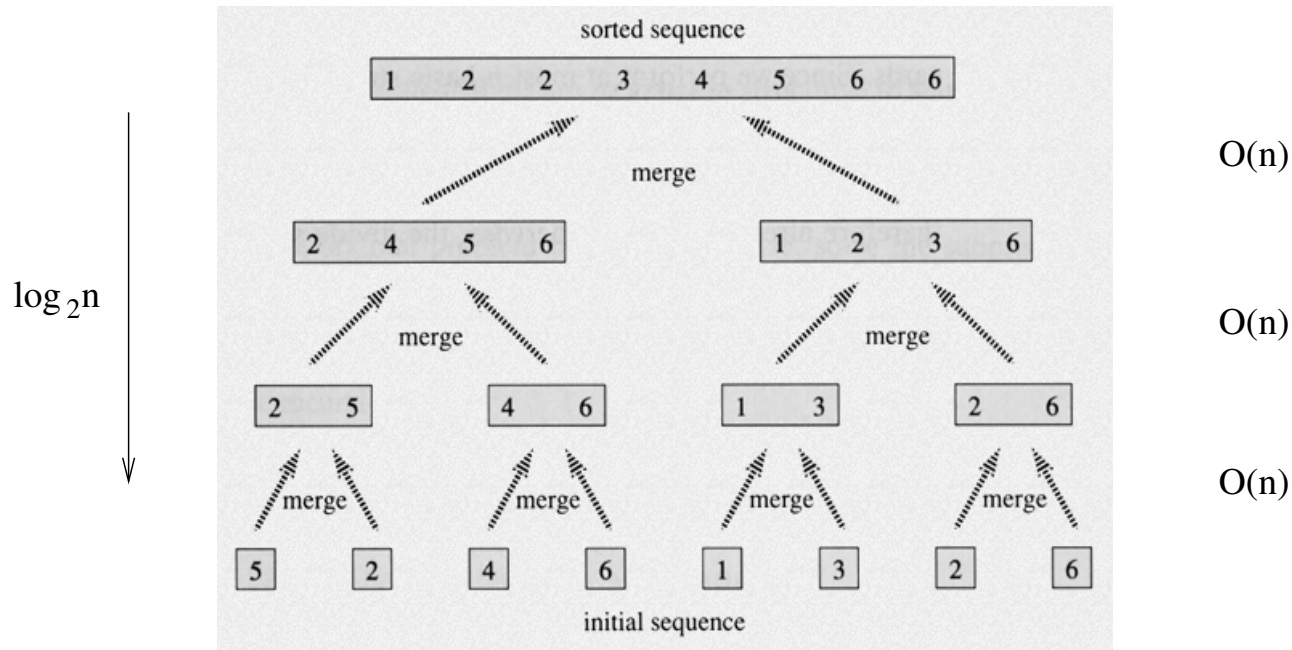 sorted sequence
1 2 2 3 4 5 6 6
merge
O(n)
2 4 5 6
1 2 3 6
log 2n
merge
merge
O(n)
2 5
4 6
1 3
2 6
merge
merge
merge
merge
O(n)
5
2
4
6
1
3
2
6
initial sequence